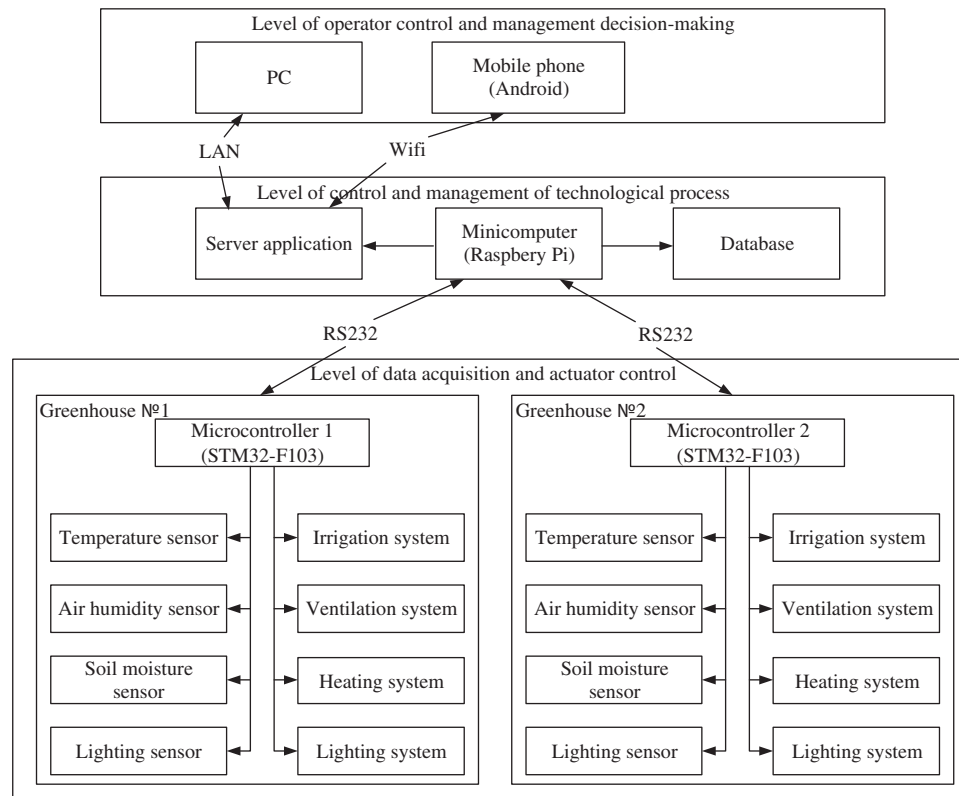 Level of operator control and management decision-making
PC
Mobile phone
(Android)
LAN
Wifi
Level of control and management of technological process
Server application
Minicomputer
(Raspbery Pi)
Database
RS232
RS232
Level of data acquisition and actuator control
Greenhouse №1
Microcontroller 1
(STM32-F103)
Temperature sensor
Irrigation system
Air humidity sensor
Ventilation system
Soil moisture
sensor
Heating system
Lighting sensor
Lighting system
Greenhouse №2
Microcontroller 2
(STM32-F103)
Temperature sensor
Irrigation system
Air humidity sensor
Ventilation system
Soil moisture
sensor
Heating system
Lighting sensor
Lighting system